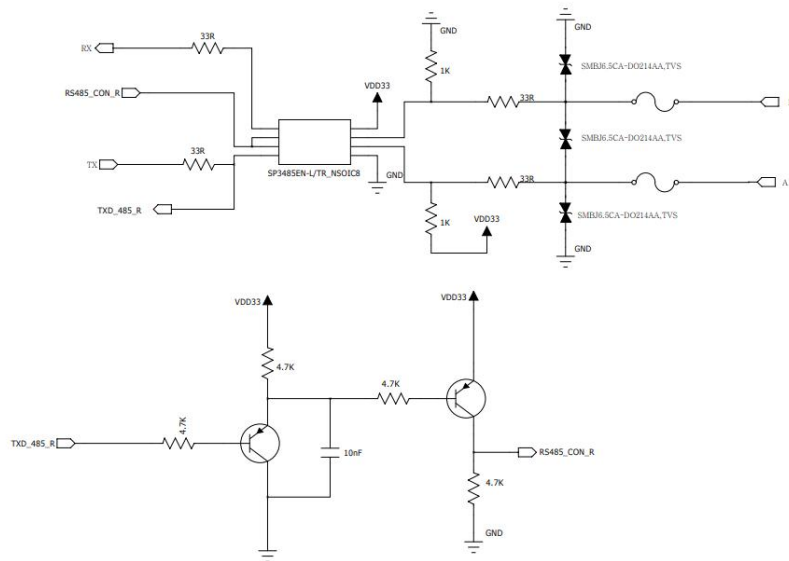 GND
GND
33R
RX
1K
SMBJ6.5CA-DO214AA,TVS
VDD33
RS485_CON_R
33R
33R
SMBJ6.5CA-DO214AA,TVS
TX
SP3485EN-L/TR_NSOIC8
GND
33R
A
TXD_485_R
1K
VDD33
SMBJ6.5CA-DO214AA,TVS
GND
VDD33
VDD33
4.7K
4.7K
4.7K
TXD_485_R
10nF
RS485_CON_R
4.7K
GND